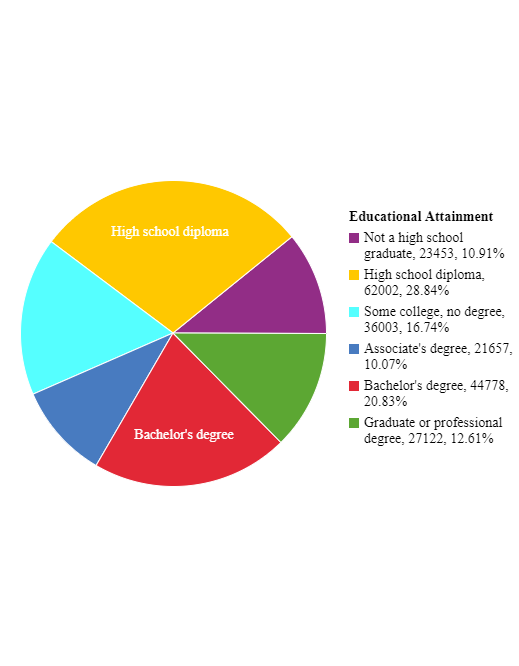 Educational Attainment
Not a high school
graduate, 23453, 10.91%
High school diploma,
62002, 28.84%
Some college, no degree,
36003, 16.74%
Associate's degree, 21657,
10.07%
Bachelor's degree, 44778,
20.83%
Graduate or professional
degree, 27122, 12.61%
High school diploma
Bachelor's degree